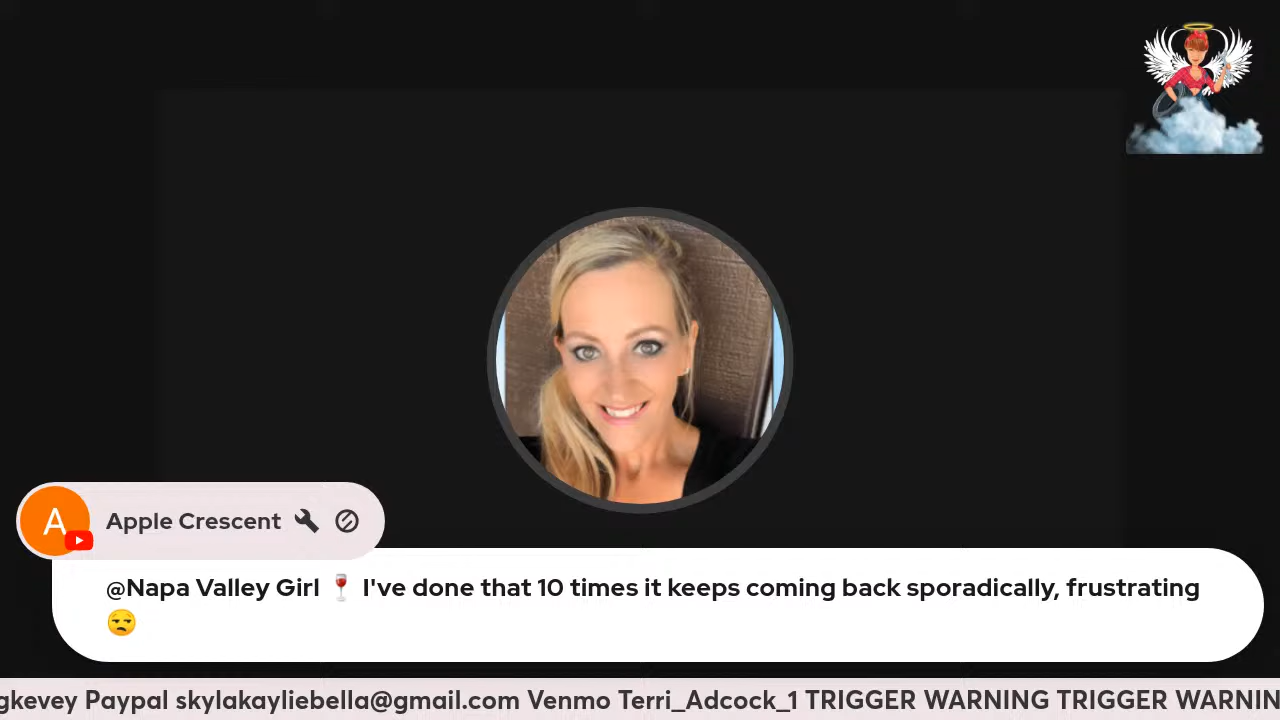 A
Apple Crescent
@Napa Valley Girl 🍷 I've done that 10 times it keeps coming back sporadically, frustrating
😒
gkevey Paypal skylakayliebella@gmail.com Venmo Terri_Adcock_1 TRIGGER WARNING TRIGGER WARNIN